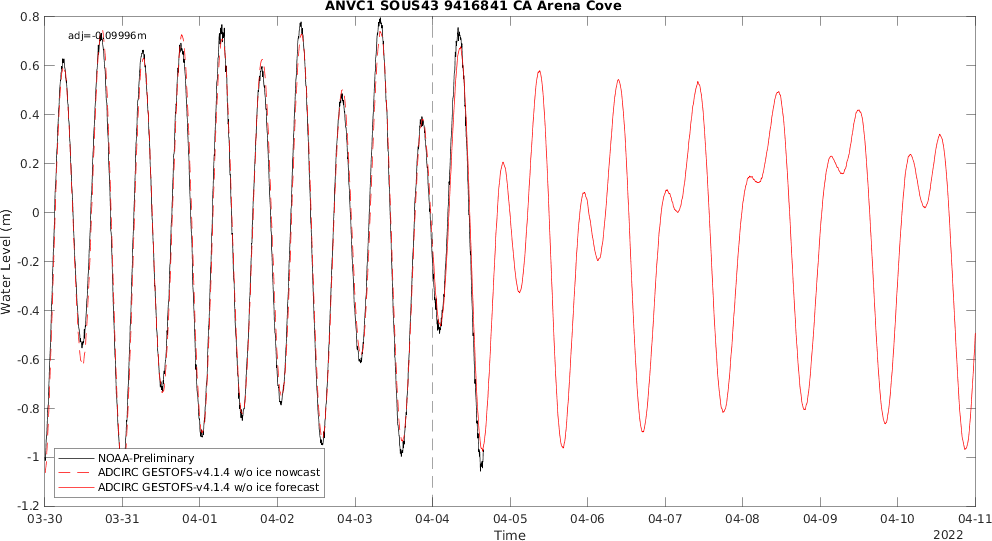 ANVC1 SOUS43 9416841 CA Arena Cove
adj=-0.09996m
0.8
0.6
0.4
0.2
0
-0.2
-0.4
-0.6
-0.8
-1
-1.2
Water Level (m)
NOAA-Preliminary
ADCIRC GESTOFS-v4.1.4 w/o ice nowcast
ADCIRC GESTOFS-v4.1.4 w/o ice forecast
03-30 03-31 04-01 04-02 04-03 04-04 04-05 04-06 04-07 04-08 04-09 04-10 04-11
Time
2022